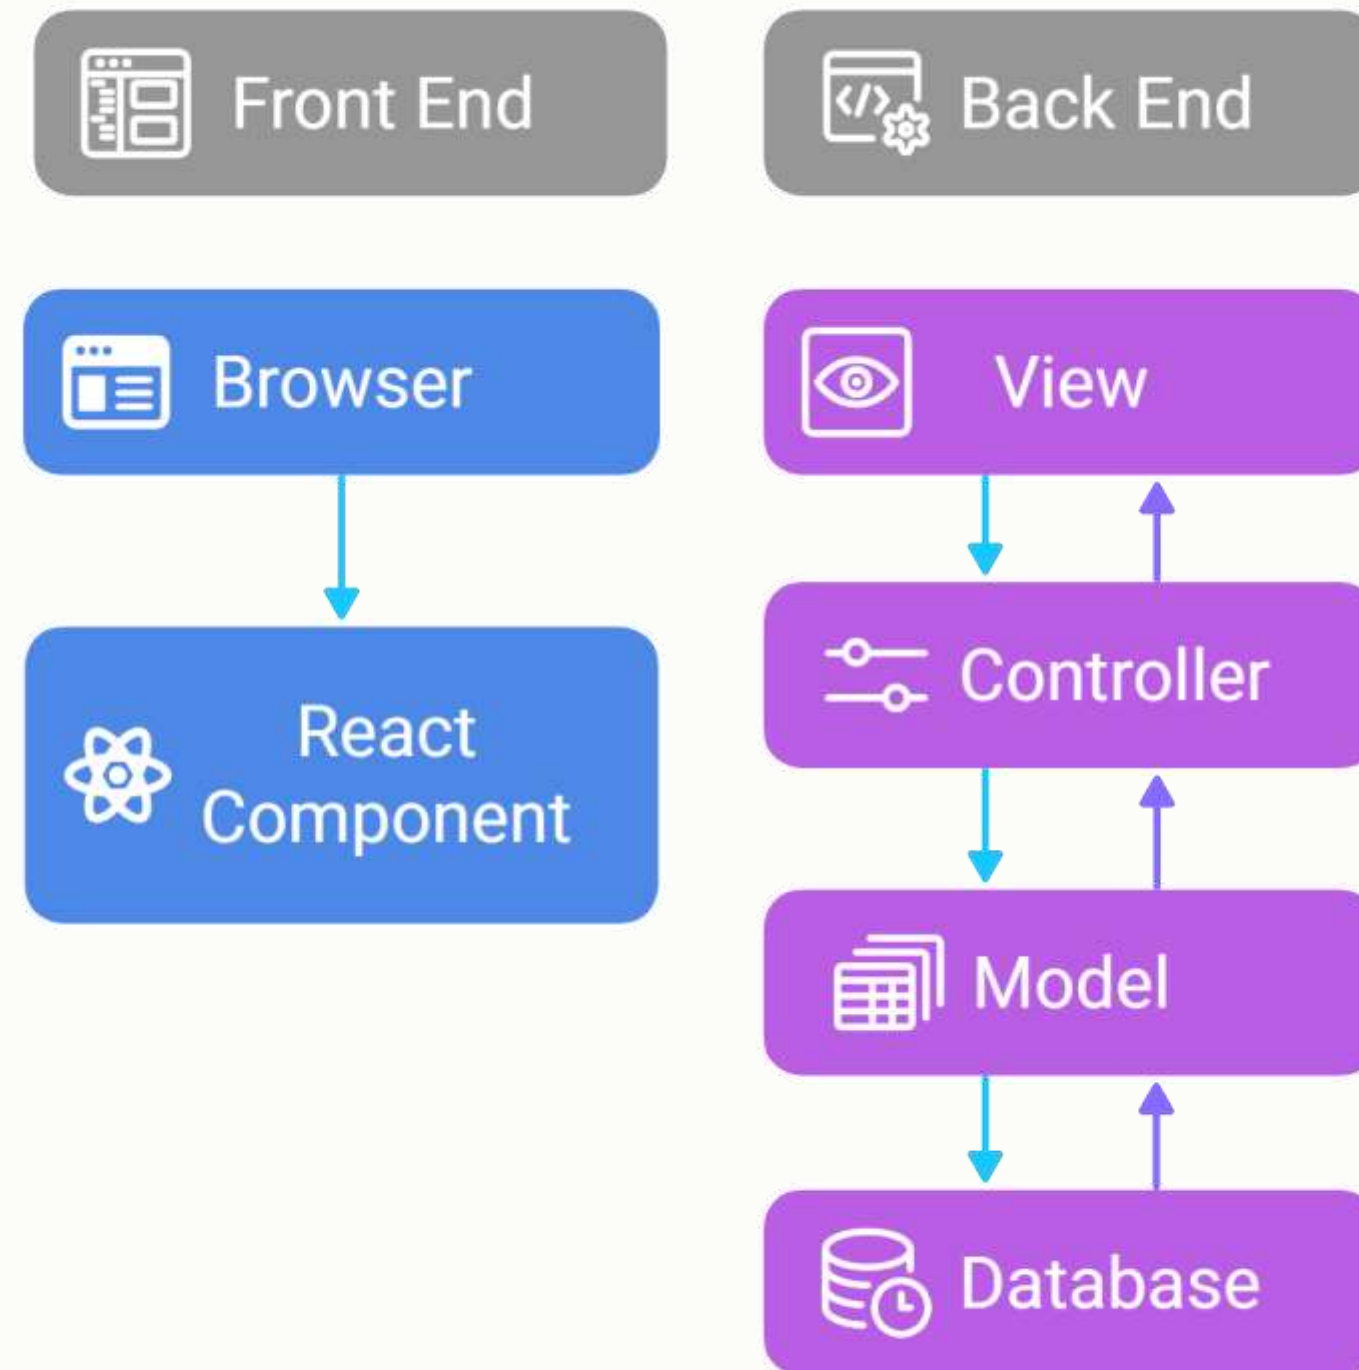 Front End
Back End
Browser
View
React
Component
Controller
Model
Database